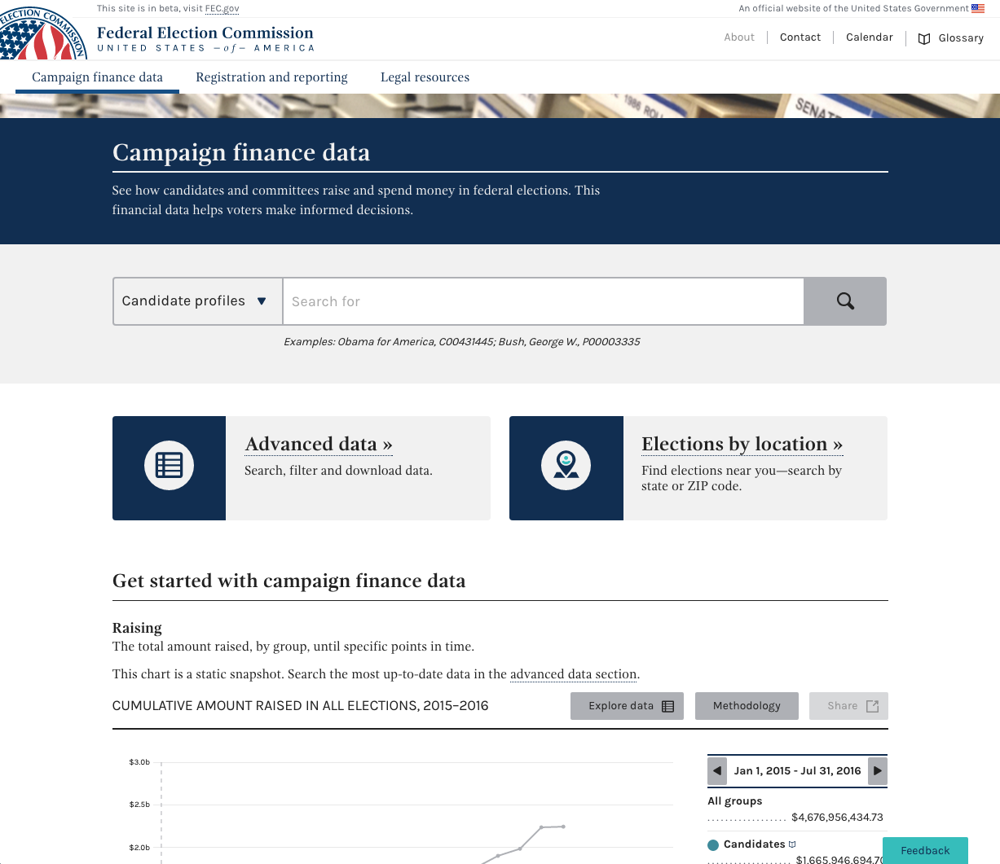 This site is in beta, visit FEC.gov
An official website of the United States Government
ELECTION COMMISSION
Federal Election Commission
UNITED STATES —of— AMERICA
About
Contact
Calendar
Glossary
Campaign finance data
Registration and reporting
Legal resources
1986 ROLL
SENATE
Campaign finance data
See how candidates and committees raise and spend money in federal elections. This
financial data helps voters make informed decisions.
Candidate profiles
Search for
Examples: Obama for America, C00431445; Bush, George W., P00003335
Advanced data »
Search, filter and download data.
Elections by location »
Find elections near you—search by
state or ZIP code.
Get started with campaign finance data
Raising
The total amount raised, by group, until specific points in time.
This chart is a static snapshot. Search the most up-to-date data in the advanced data section.
CUMULATIVE AMOUNT RAISED IN ALL ELECTIONS, 2015–2016
Explore data
Methodology
Share
$3.0b
$2.5b
$2.0b
Jan 1, 2015 - Jul 31, 2016
All groups
$4,676,956,434.73
Candidates
$1,665,946,694.70
Feedback